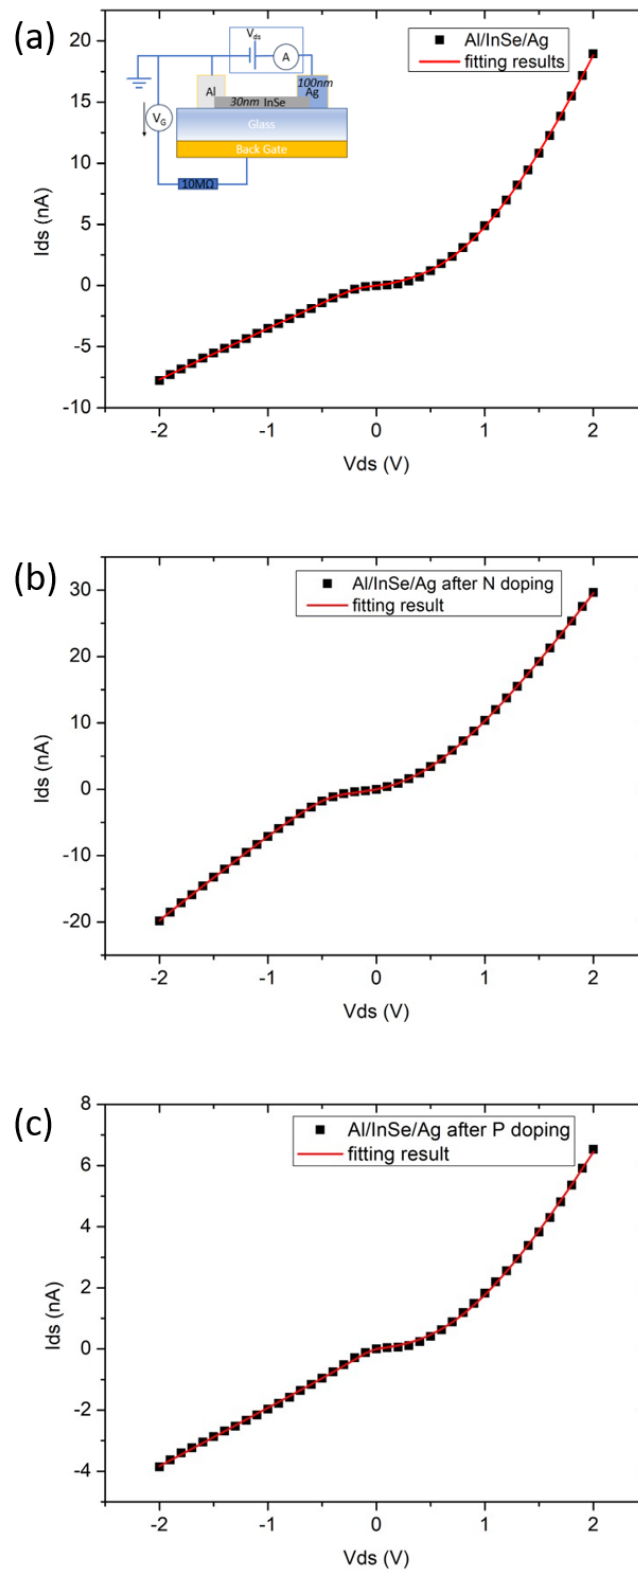 (a)
Al/InSe/Ag
fitting results
Vds
A
Al
100nm
Ag
30nm InSe
VG
Glass
Back Gate
10MΩ
20
15
10
5
0
-5
-10
Ids (nA)
-2 -1 0 1 2
Vds (V)
(b)
Al/InSe/Ag after N doping
fitting result
30
20
10
0
-10
-20
Ids (nA)
-2 -1 0 1 2
Vds (V)
(c)
Al/InSe/Ag after P doping
fitting result
8
6
4
2
0
-2
-4
Ids (nA)
-2 -1 0 1 2
Vds (V)